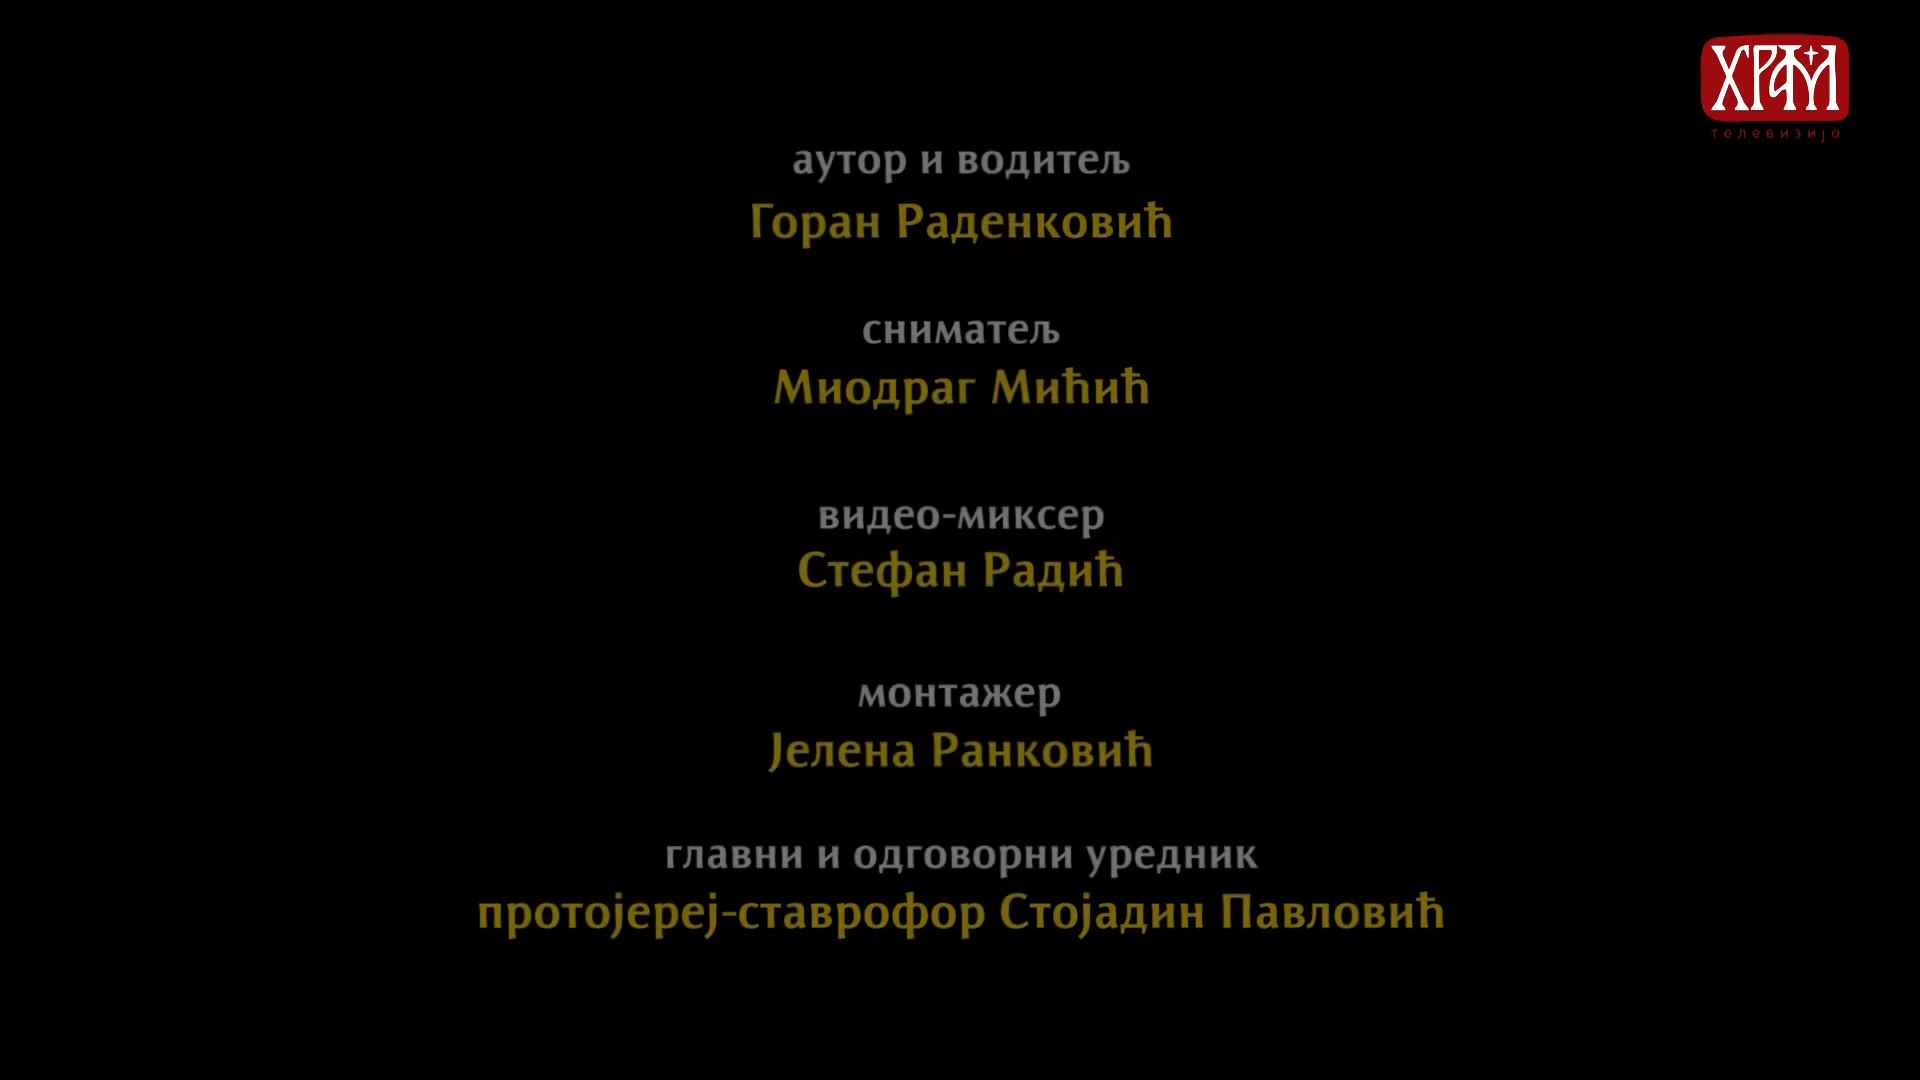 ХРАМ
телевизија
аутор и водитељ
Горан Раденковић
сниматељ
Миодраг Мићић
видео-миксер
Стефан Радић
монтажер
Јелена Ранковић
главни и одговорни уредник
протојереј-ставрофор Стојадин Павловић